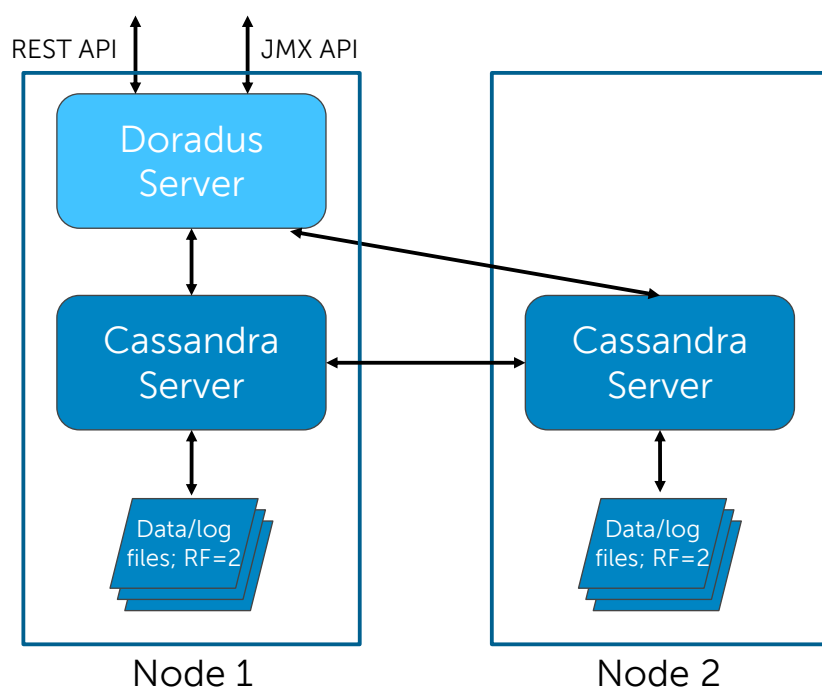 REST API
JMX API
Doradus
Server
Cassandra
Server
Cassandra
Server
Data/log
files; RF=2
Data/log
files; RF=2
Node 1
Node 2